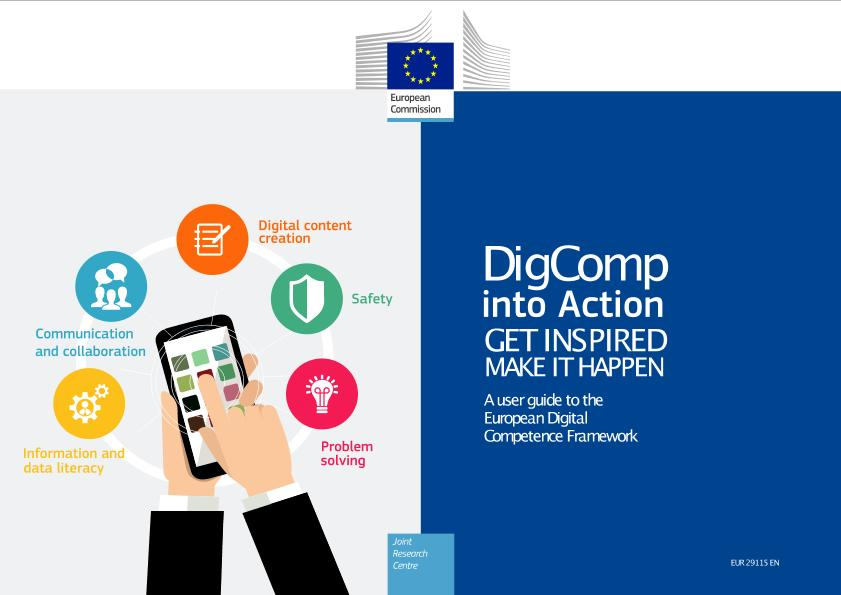 European
Commission
Digital content
creation
Safety
Communication
and collaboration
Information and
data literacy
Problem
solving
DigComp
into Action
GET INSPIRED
MAKE IT HAPPEN
A user guide to the
European Digital
Competence Framework
Joint
Research
Centre
EUR 29115 EN